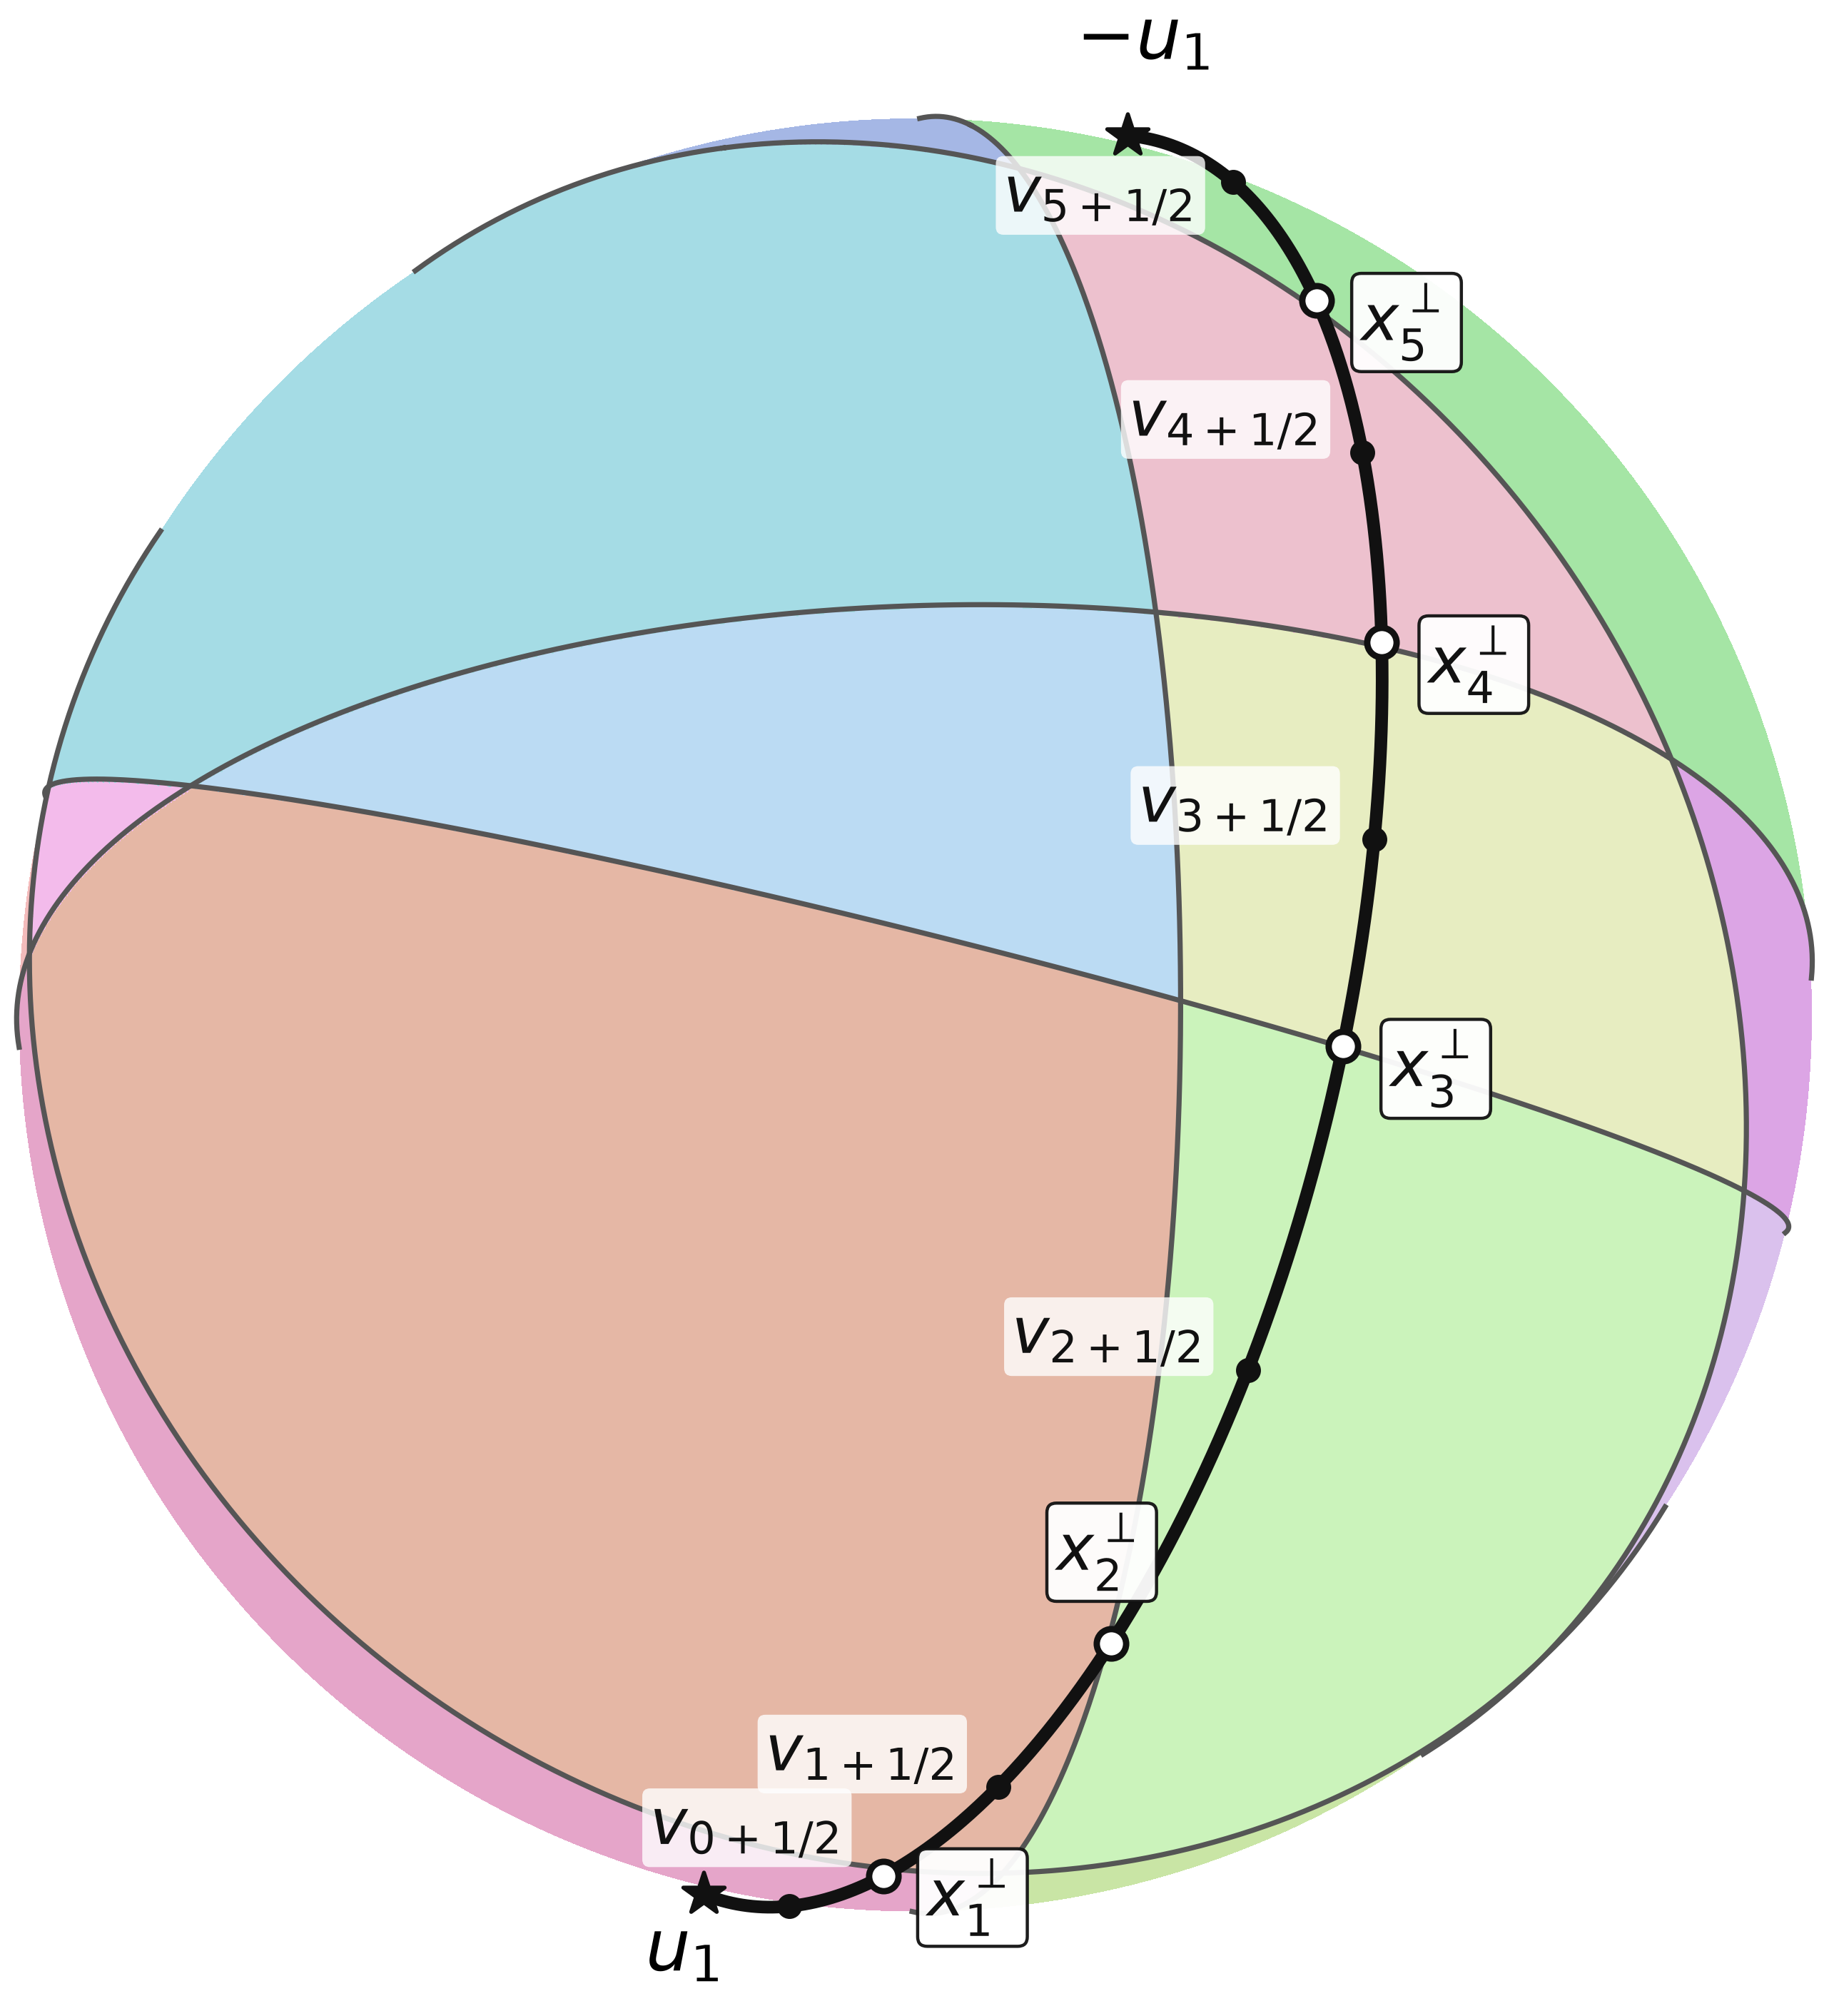 −u₁
v₅ ₊ ₁/₂
x₅^⊥
v₄ ₊ ₁/₂
x₄^⊥
v₃ ₊ ₁/₂
x₃^⊥
v₂ ₊ ₁/₂
x₂^⊥
v₁ ₊ ₁/₂
v₀ ₊ ₁/₂
x₁^⊥
u₁